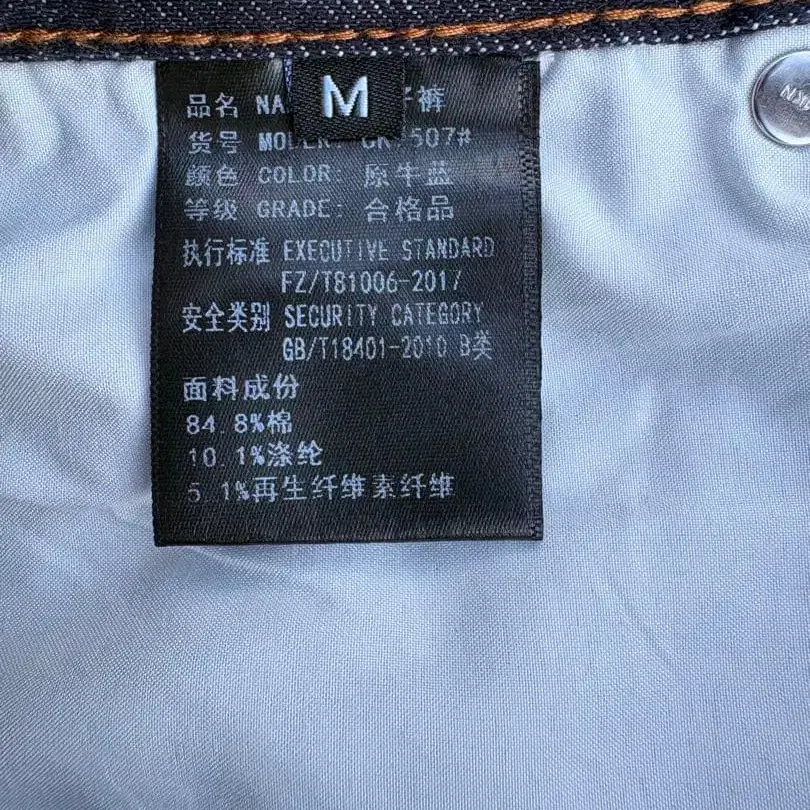 M
品名 NA 子裤
货号 MODEL: CK 507#
颜色 COLOR: 原牛蓝
等级 GRADE: 合格品
执行标准 EXECUTIVE STANDARD
FZ/T81006-2017
安全类别 SECURITY CATEGORY
GB/T18401-2010 B类
面料成份
84.8%棉
10.1%涤纶
5.1%再生纤维素纤维